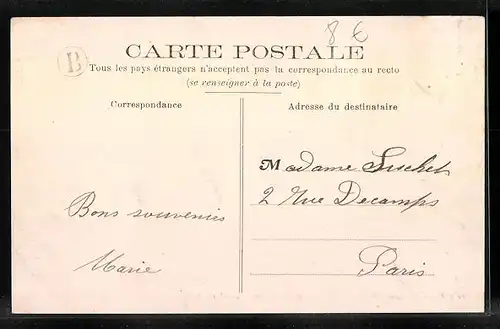 8 €
B
CARTE POSTALE
Tous les pays étrangers n'acceptent pas la correspondance au recto
(se renseigner à la poste)
Correspondance
Adresse du destinataire
Madame Suchet
2 Rue Decamps
Paris
Bons souvenirs
Marie